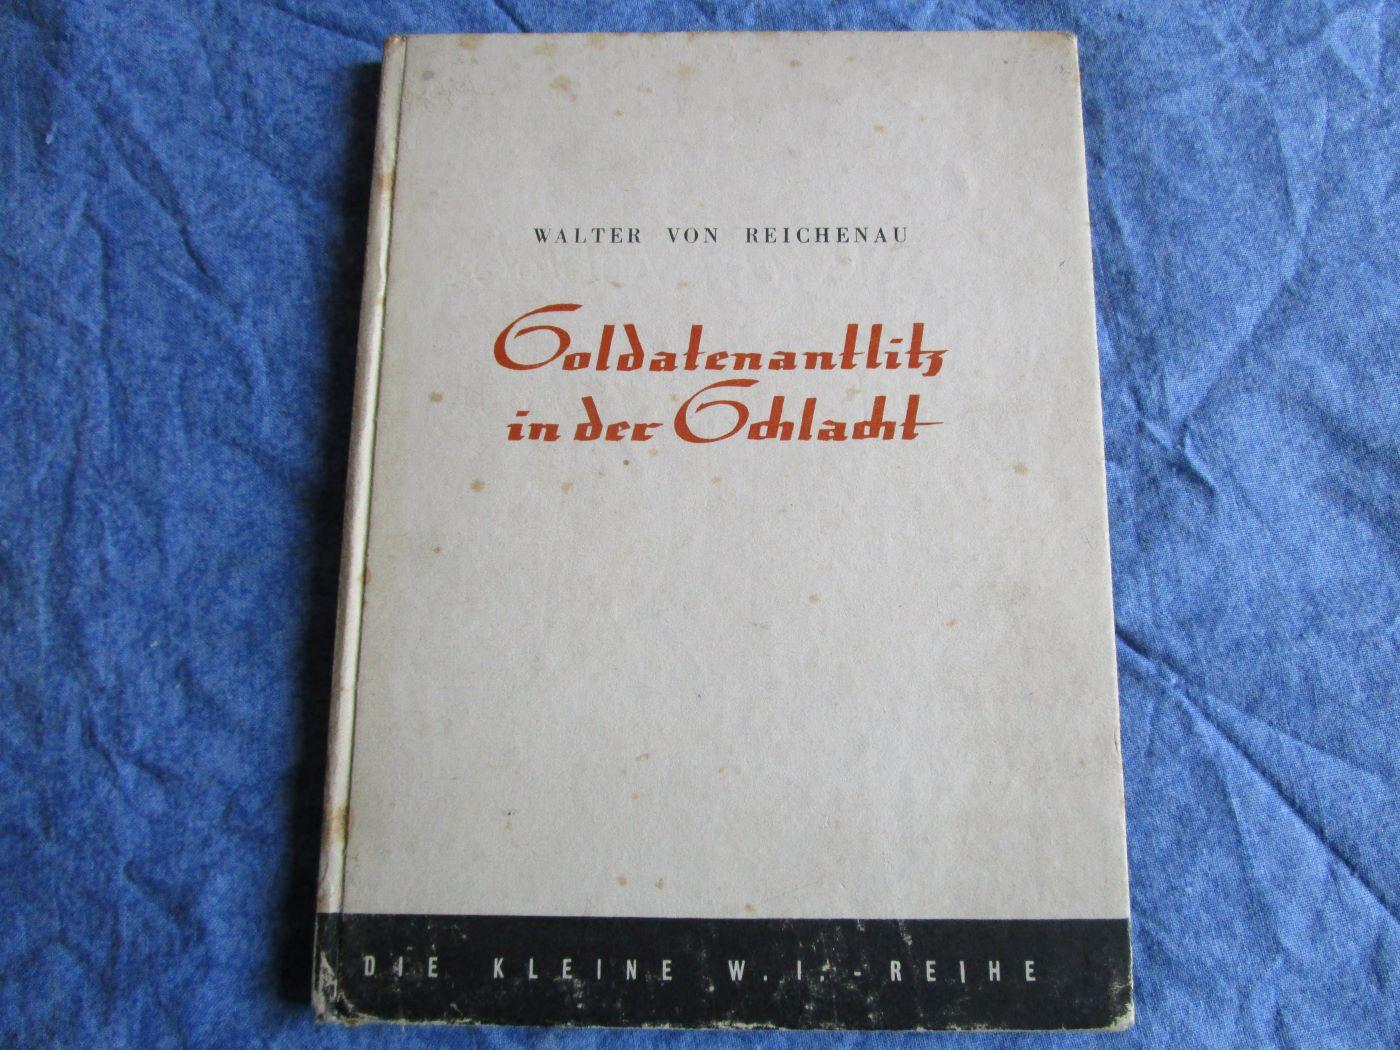 WALTER VON REICHENAU
Soldatenantlitz
in der Schlacht
DIE KLEINE W.I.-REIHE